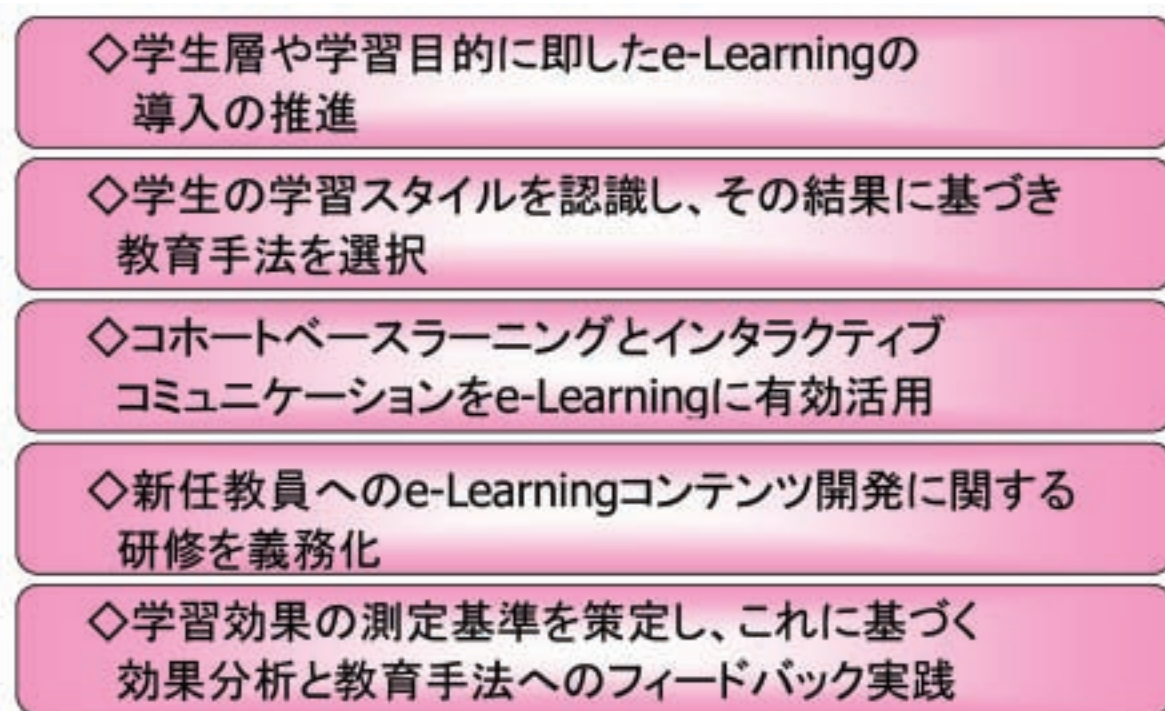 ◇学生層や学習目的に即したe-Learningの
導入の推進
◇学生の学習スタイルを認識し、その結果に基づき
教育手法を選択
◇コホートベースラーニングとインタラクティブ
コミュニケーションをe-Learningに有効活用
◇新任教員へのe-Learningコンテンツ開発に関する
研修を義務化
◇学習効果の測定基準を策定し、これに基づく
効果分析と教育手法へのフィードバック実践